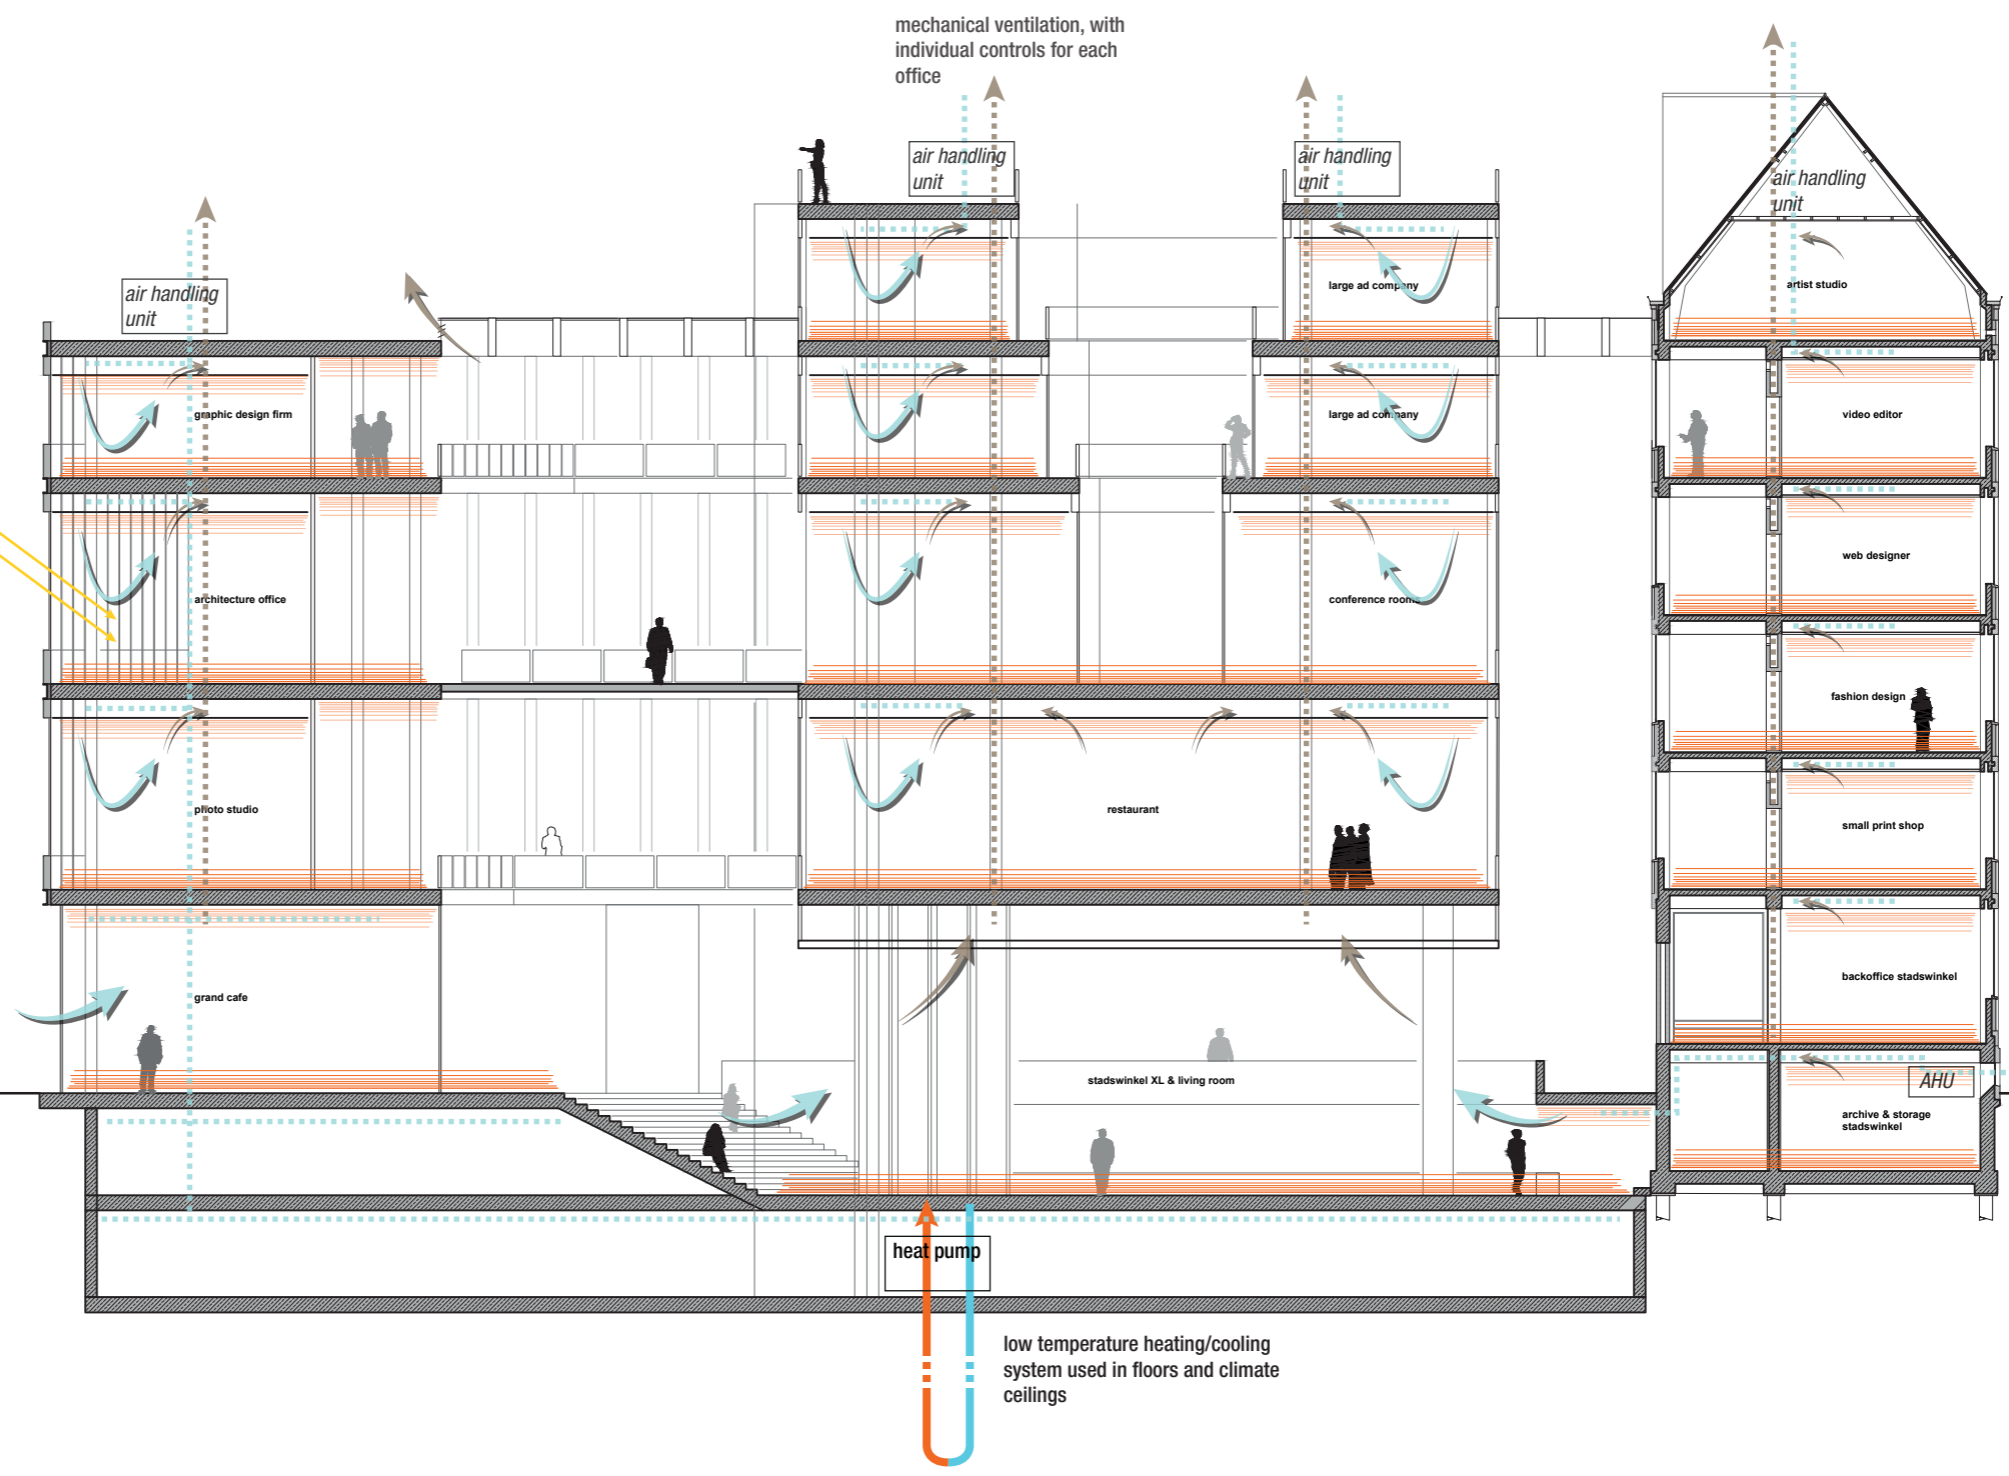 mechanical ventilation, with
individual controls for each
office
air handling
unit
air handling
unit
air handling
unit
air handling
unit
large ad company
artist studio
graphic design firm
large ad company
video editor
architecture office
conference rooms
web designer
fashion design
photo studio
restaurant
small print shop
grand cafe
backoffice stadswinkel
stadswinkel XL & living room
AHU
archive & storage
stadswinkel
heat pump
low temperature heating/cooling
system used in floors and climate
ceilings